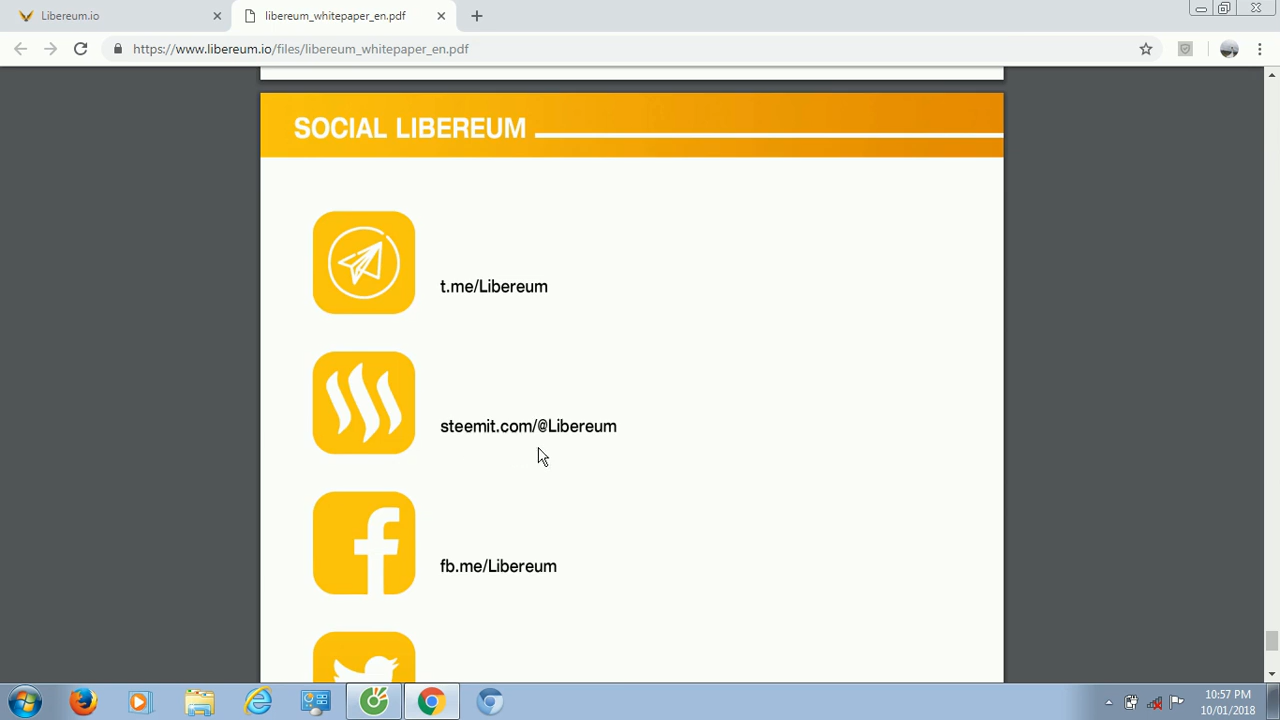 Libereum.io
libereum_whitepaper_en.pdf
https://www.libereum.io/files/libereum_whitepaper_en.pdf
SOCIAL LIBEREUM
t.me/Libereum
steemit.com/@Libereum
fb.me/Libereum
10:57 PM
10/01/2018